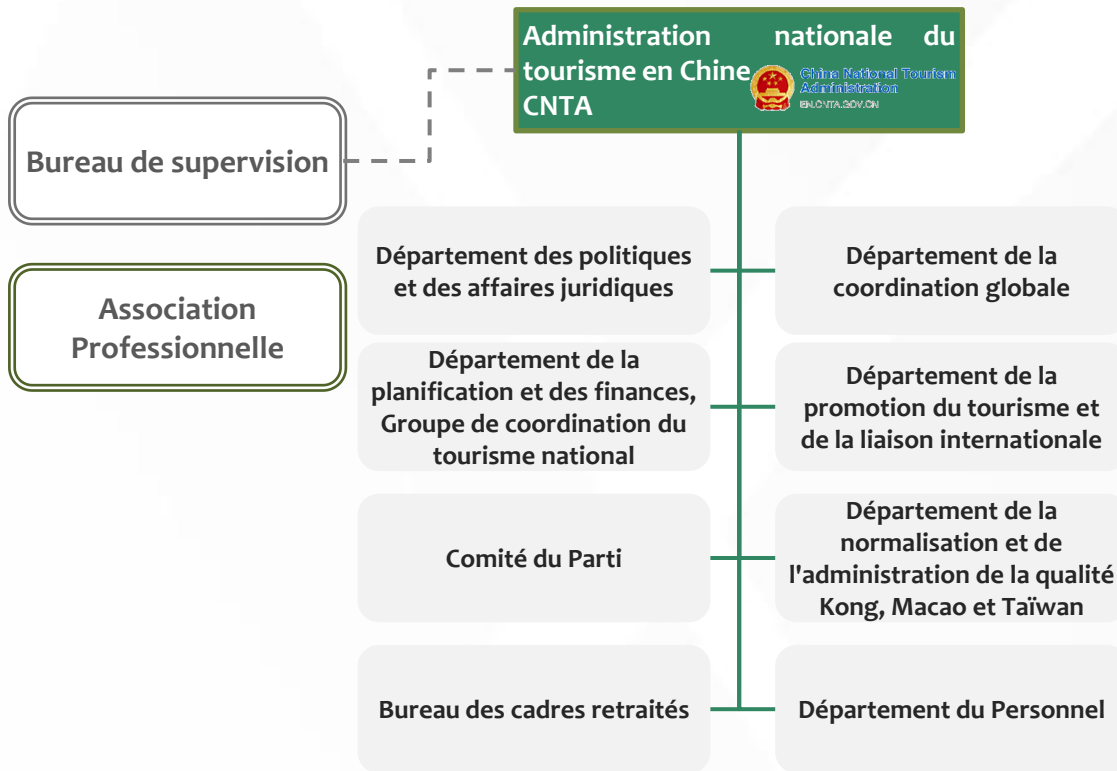 Administration nationale du
tourisme en Chine
CNTA
China National Tourism
Administration
EN.CNTA.GOV.CN
Bureau de supervision
Association
Professionnelle
Département des politiques
et des affaires juridiques
Département de la
coordination globale
Département de la
planification et des finances,
Groupe de coordination du
tourisme national
Département de la
promotion du tourisme et
de la liaison internationale
Comité du Parti
Département de la
normalisation et de
l'administration de la qualité
Kong, Macao et Taïwan
Bureau des cadres retraités
Département du Personnel